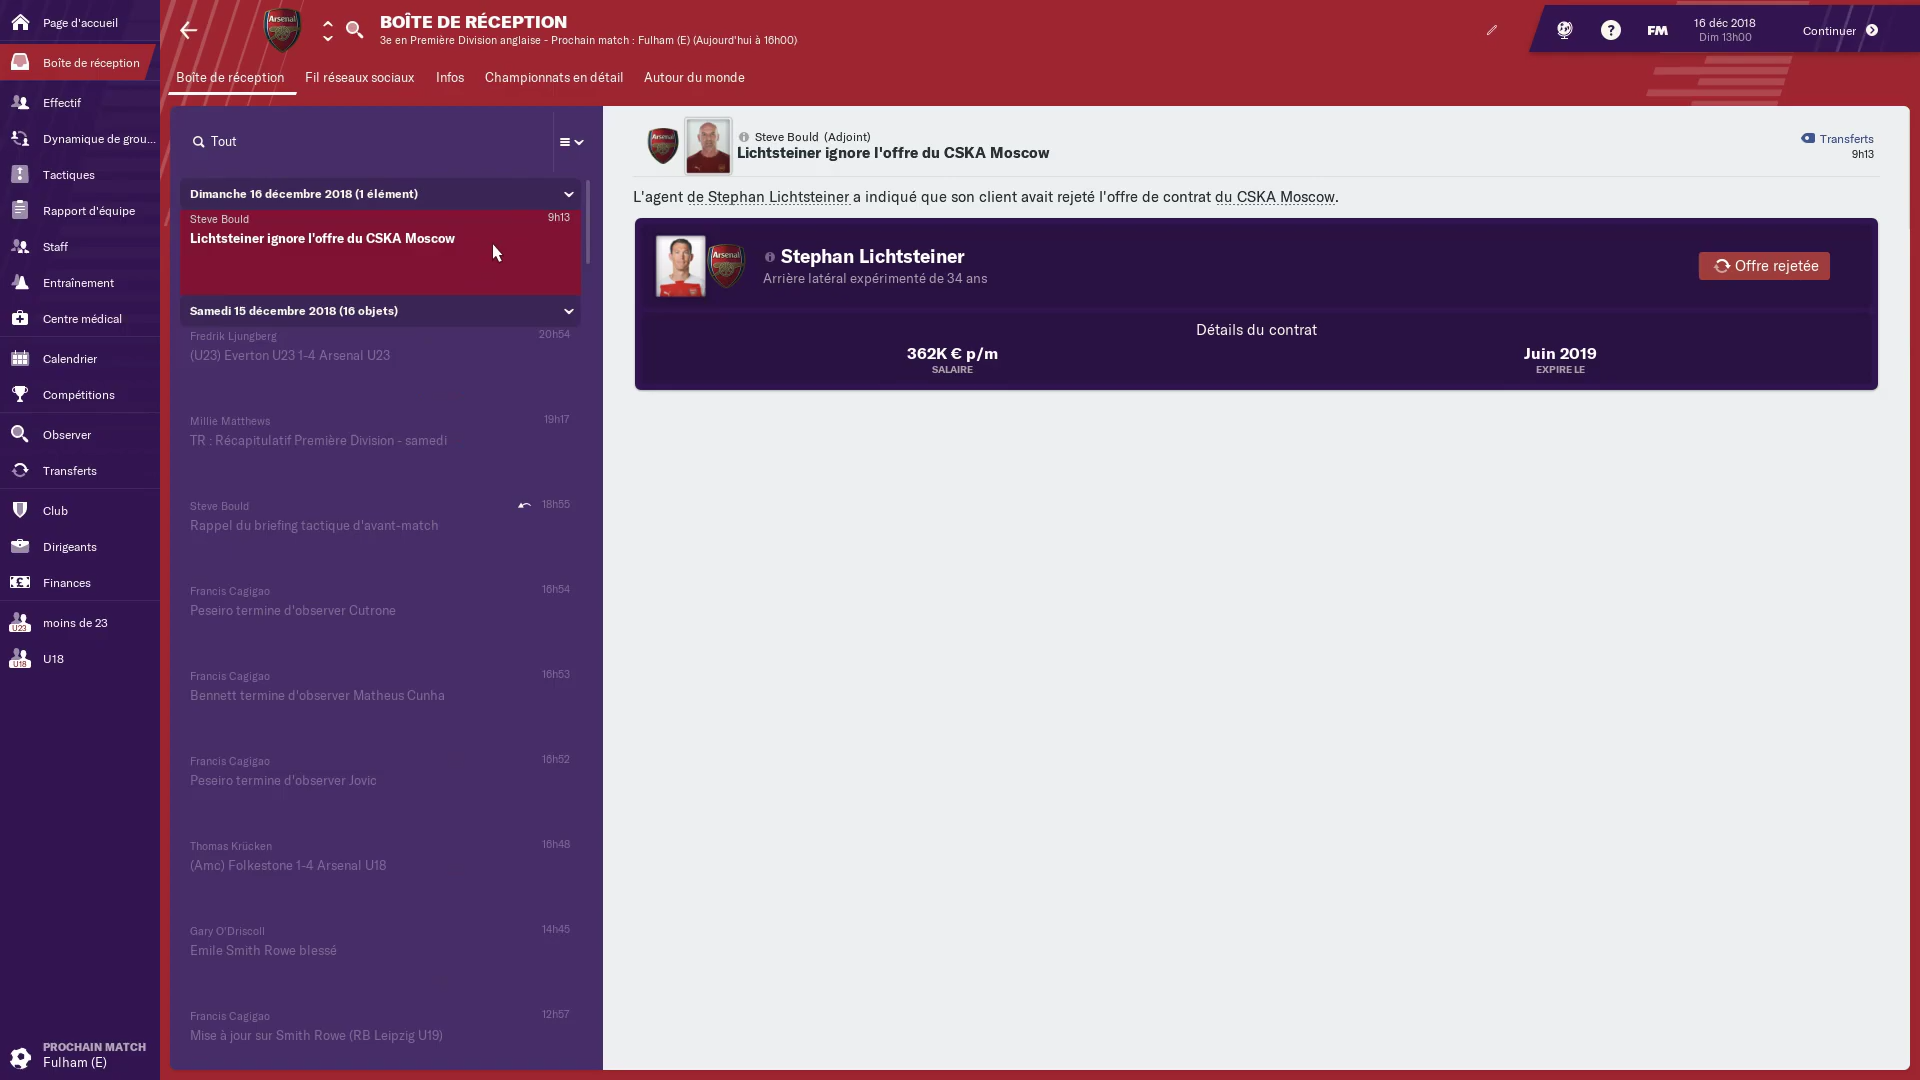 Page d'accueil
Boîte de réception
Effectif
Dynamique de grou...
Tactiques
Rapport d'équipe
Staff
Entraînement
Centre médical
Calendrier
Compétitions
Observer
Transferts
Club
Dirigeants
Finances
U23
moins de 23
U18
U18
PROCHAIN MATCH
Fulham (E)
Arsenal
BOÎTE DE RÉCEPTION
3e en Première Division anglaise - Prochain match : Fulham (E) (Aujourd'hui à 16h00)
?
FM
16 déc 2018
Dim 13h00
Continuer
Boîte de réception
Fil réseaux sociaux
Infos
Championnats en détail
Autour du monde
Tout
Dimanche 16 décembre 2018 (1 élément)
Steve Bould
9h13
Lichtsteiner ignore l'offre du CSKA Moscow
Samedi 15 décembre 2018 (16 objets)
Fredrik Ljungberg
20h54
(U23) Everton U23 1-4 Arsenal U23
Millie Matthews
19h17
TR : Récapitulatif Première Division - samedi
Steve Bould
18h55
Rappel du briefing tactique d'avant-match
Francis Cagigao
16h54
Peseiro termine d'observer Cutrone
Francis Cagigao
16h53
Bennett termine d'observer Matheus Cunha
Francis Cagigao
16h52
Peseiro termine d'observer Jovic
Thomas Krücken
16h48
(Amc) Folkestone 1-4 Arsenal U18
Gary O'Driscoll
14h45
Emile Smith Rowe blessé
Francis Cagigao
12h57
Mise à jour sur Smith Rowe (RB Leipzig U19)
Arsenal
Steve Bould (Adjoint)
Lichtsteiner ignore l'offre du CSKA Moscow
Transferts
9h13
L'agent de Stephan Lichtsteiner a indiqué que son client avait rejeté l'offre de contrat du CSKA Moscow.
Arsenal
Stephan Lichtsteiner
Arrière latéral expérimenté de 34 ans
Offre rejetée
Détails du contrat
362K € p/m
SALAIRE
Juin 2019
EXPIRE LE